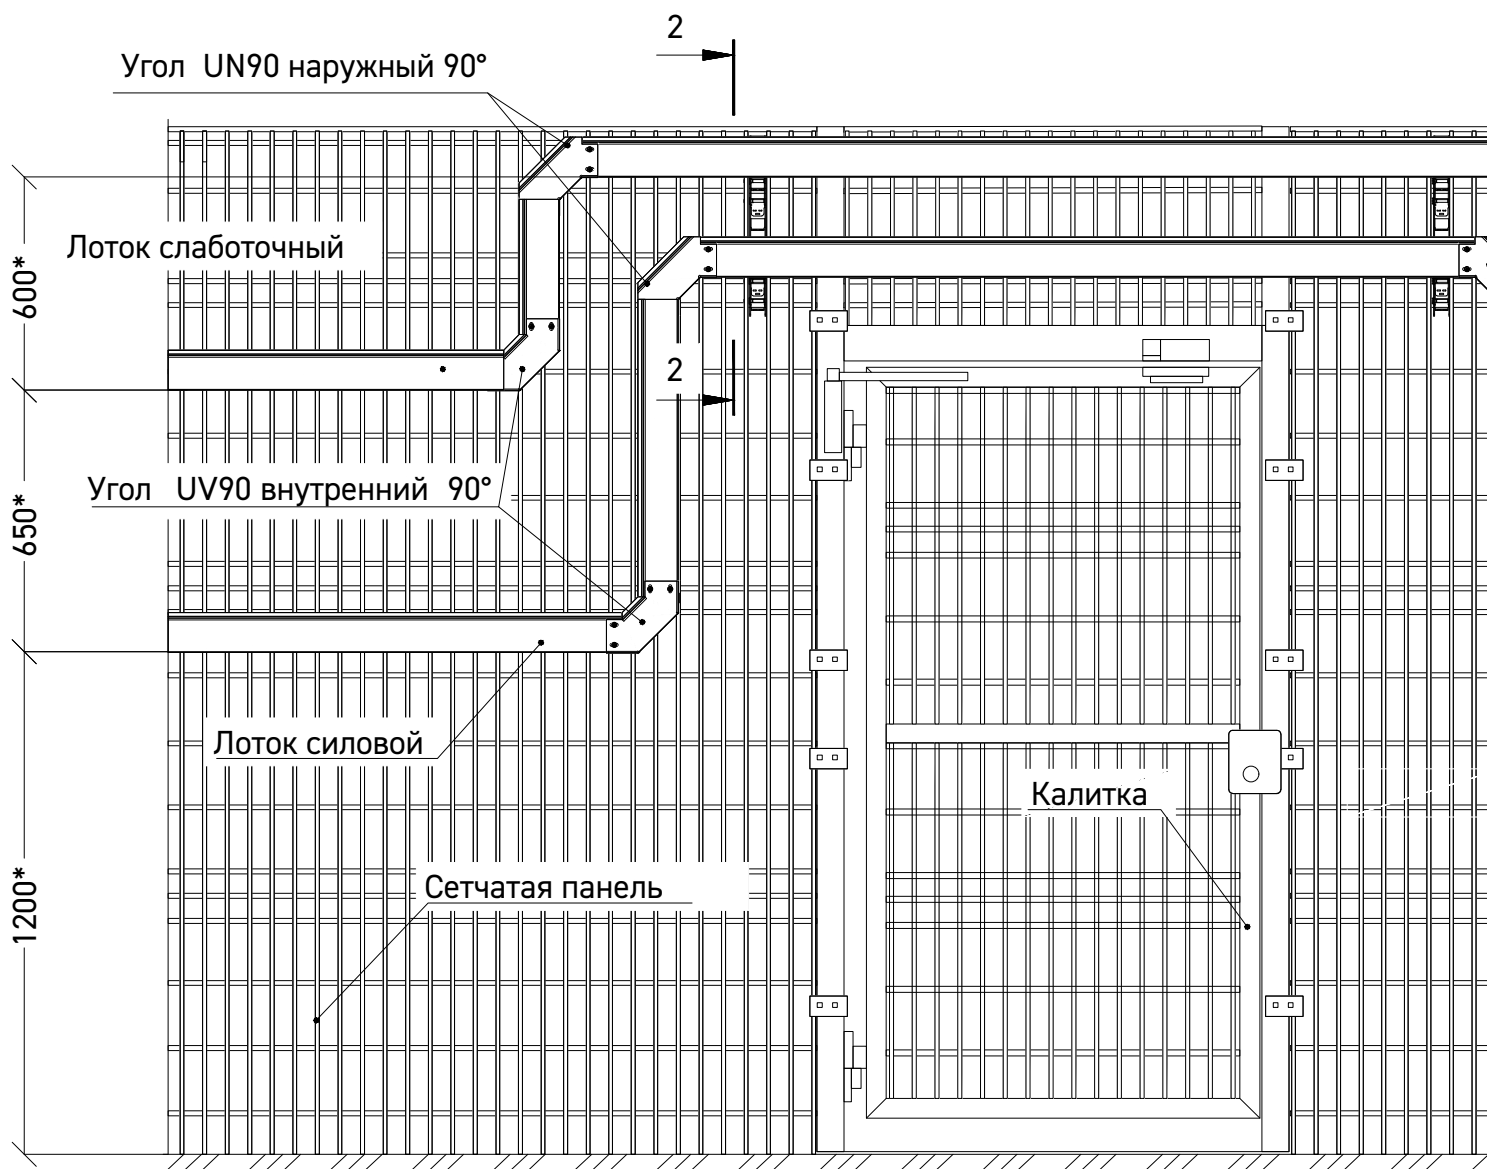 2
Угол UN90 наружный 90°
Лоток слаботочный
600*
2
Угол UV90 внутренний 90°
650*
Лоток силовой
Калитка
Сетчатая панель
1200*